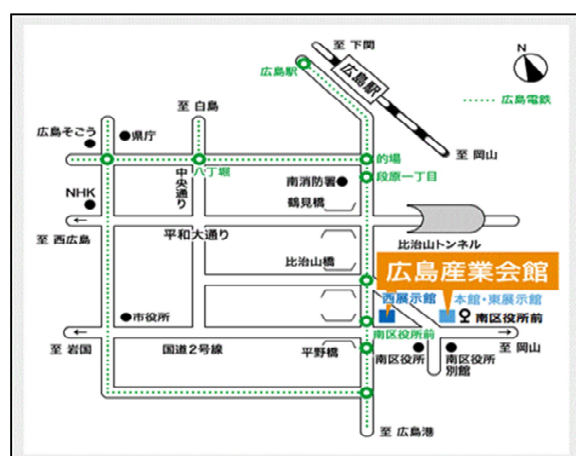 至 下関
N
広島駅
広島駅
至 白島
広島電鉄
広島そごう
県庁
至 岡山
的場
八丁堀
中央通り
南消防署
段原一丁目
NHK
鶴見橋
至 西広島
平和大通り
比治山トンネル
比治山橋
広島産業会館
西展示館
本館・東展示館
市役所
南区役所前
南区役所前
至 岩国
国道2号線
平野橋
南区役所
南区役所
別館
至 岡山
至 広島港